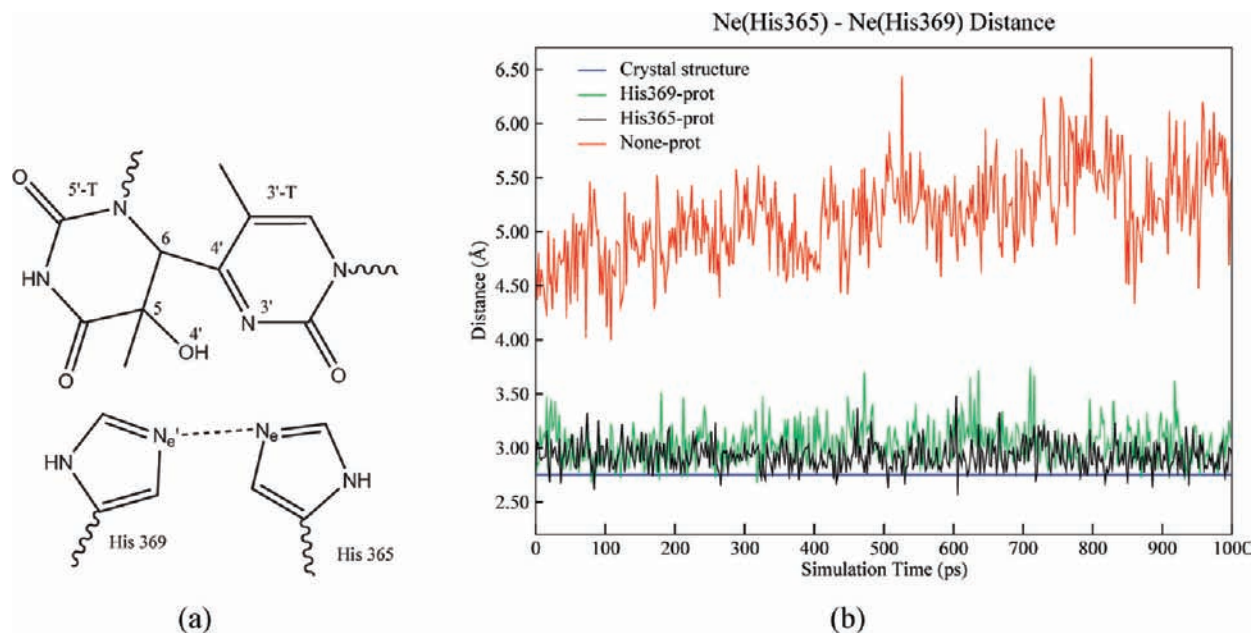 O
5'-T
N
6
HN
5
4'
OH
O
3'-T
4'
N
3'
N
O
Ne'
Ne
HN
NH
His 369
His 365
(a)
Ne(His365) - Ne(His369) Distance
Crystal structure
His369-prot
His365-prot
None-prot
Distance (Å)
6.50
6.00
5.50
5.00
4.50
4.00
3.50
3.00
2.50
0 100 200 300 400 500 600 700 800 900 1000
Simulation Time (ps)
(b)